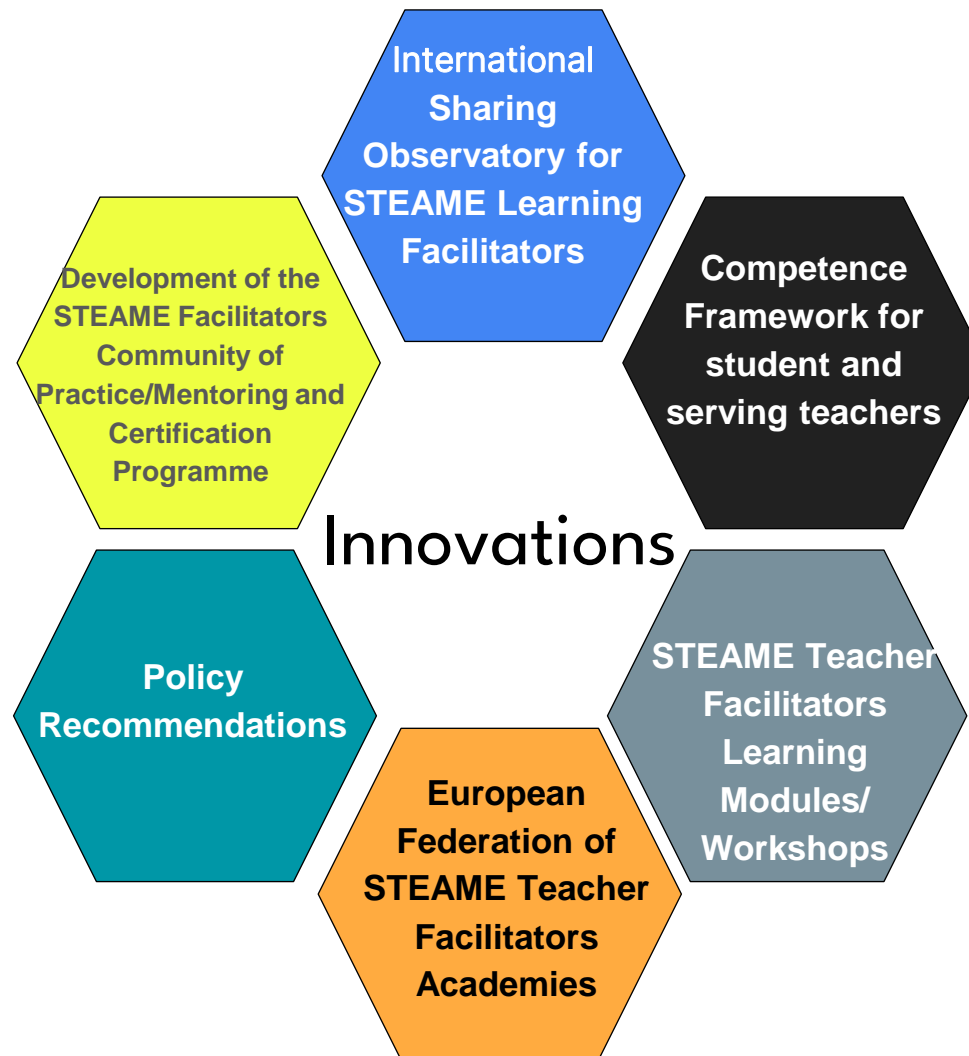 International
Sharing
Observatory for
STEAME Learning
Facilitators
Competence
Framework for
student and
serving teachers
STEAME Teacher
Facilitators
Learning
Modules/
Workshops
European
Federation of
STEAME Teacher
Facilitators
Academies
Policy
Recommendations
Development of the
STEAME Facilitators
Community of
Practice/Mentoring and
Certification
Programme
Innovations